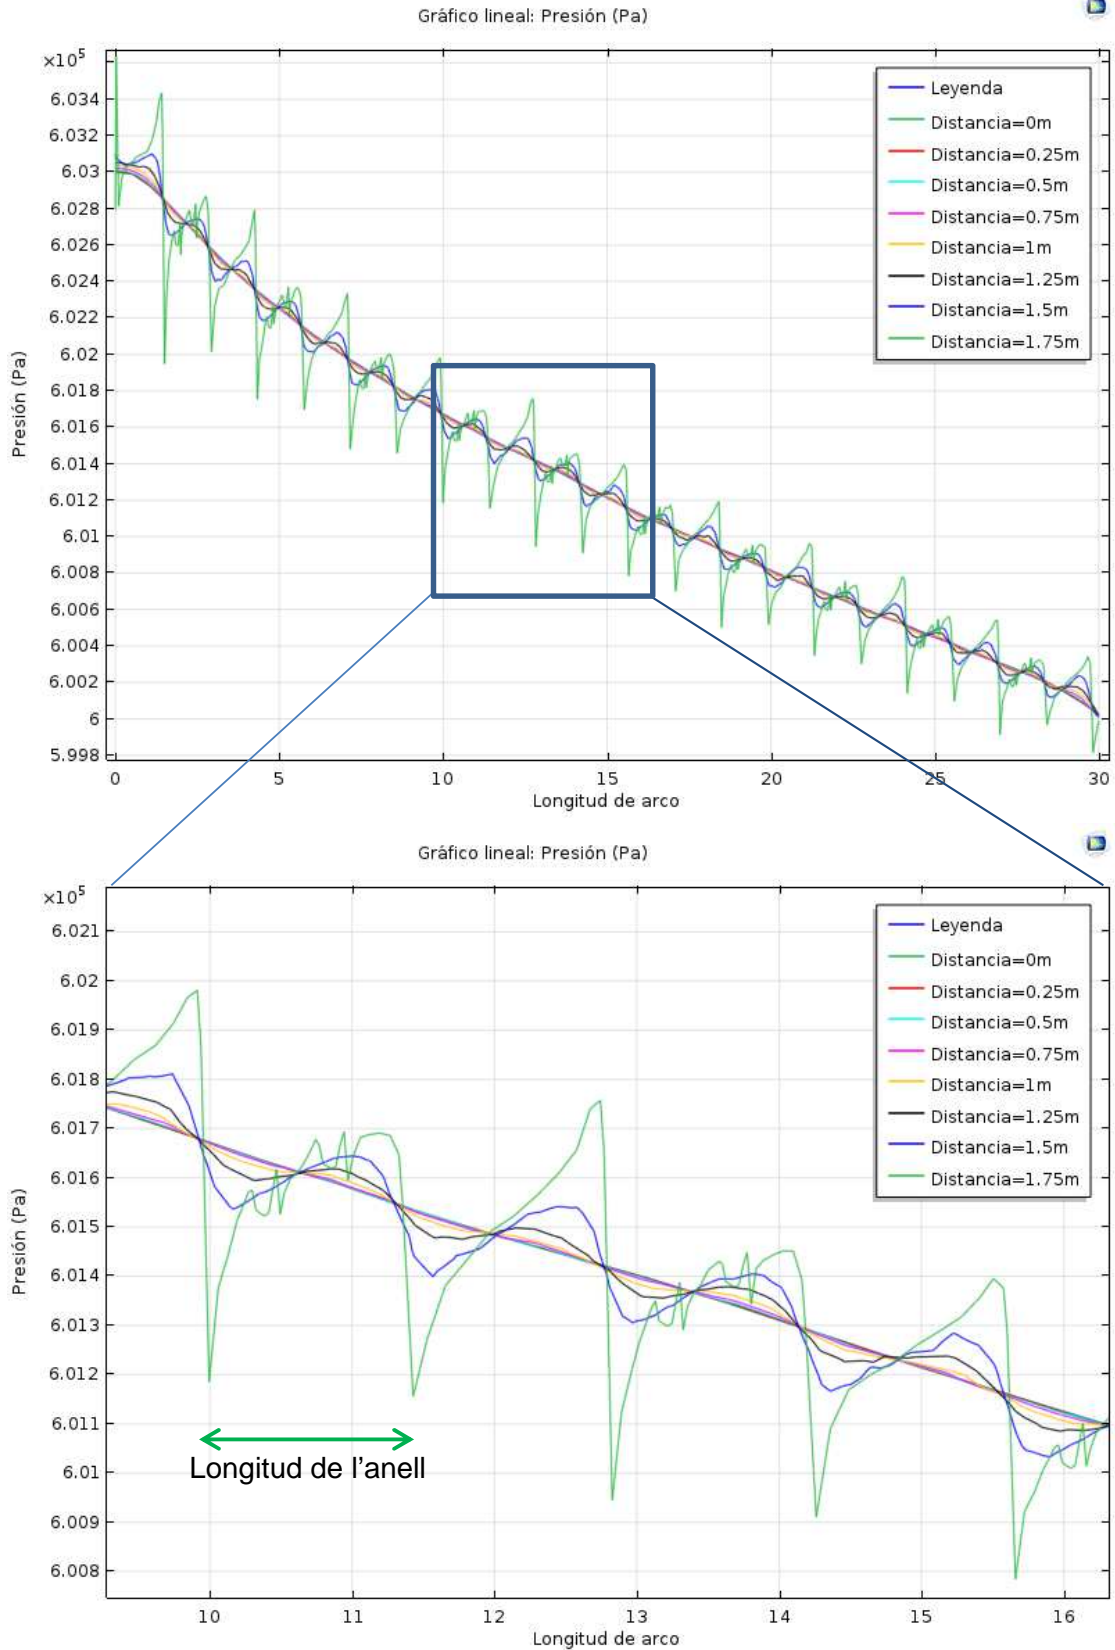 Gráfico lineal: Presión (Pa)
×10⁵
6.034
6.032
6.03
6.028
6.026
6.024
6.022
6.02
6.018
6.016
6.014
6.012
6.01
6.008
6.006
6.004
6.002
6
5.998
Presión (Pa)
Leyenda
Distancia=0m
Distancia=0.25m
Distancia=0.5m
Distancia=0.75m
Distancia=1m
Distancia=1.25m
Distancia=1.5m
Distancia=1.75m
0 5 10 15 20 25 30
Longitud de arco
Gráfico lineal: Presión (Pa)
×10⁵
6.021
6.02
6.019
6.018
6.017
6.016
6.015
6.014
6.013
6.012
6.011
6.01
6.009
6.008
Presión (Pa)
Leyenda
Distancia=0m
Distancia=0.25m
Distancia=0.5m
Distancia=0.75m
Distancia=1m
Distancia=1.25m
Distancia=1.5m
Distancia=1.75m
Longitud de l'anell
10 11 12 13 14 15 16
Longitud de arco